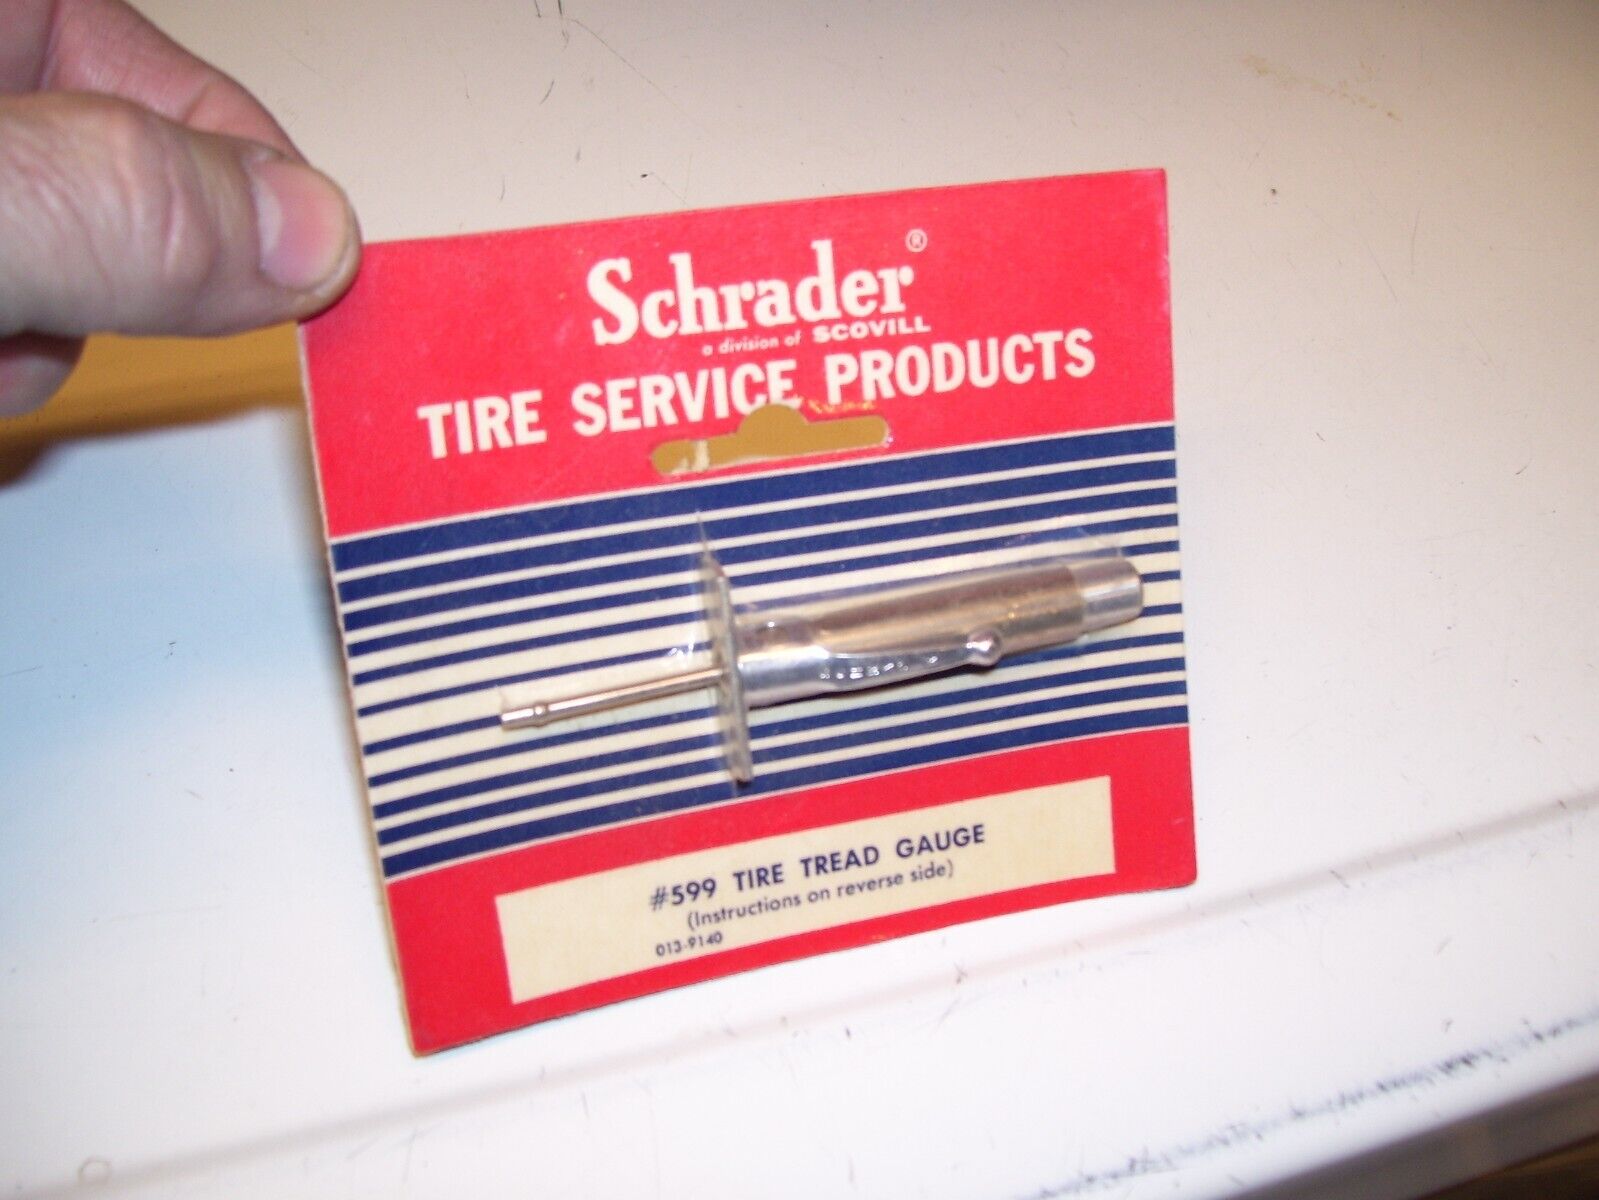 Schrader®
a division of SCOVILL
TIRE SERVICE PRODUCTS
#599 TIRE TREAD GAUGE
(Instructions on reverse side)
013-9140